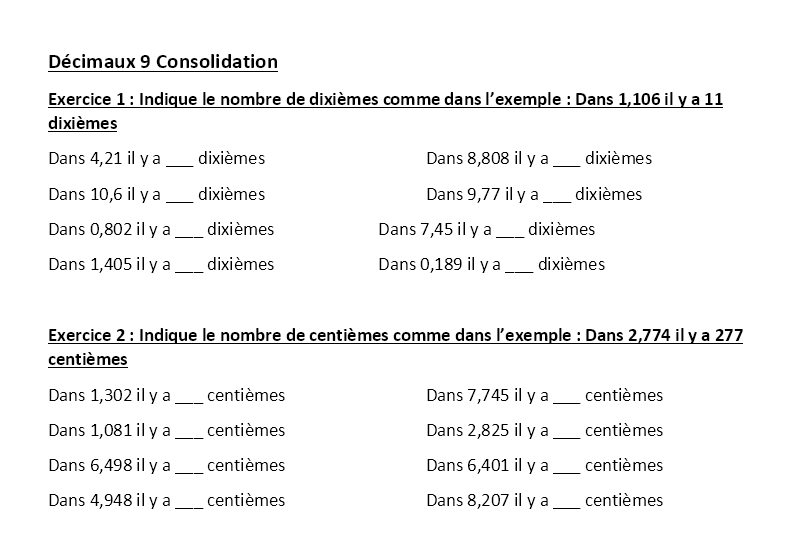 Décimaux 9 Consolidation
Exercice 1 : Indique le nombre de dixièmes comme dans l’exemple : Dans 1,106 il y a 11
dixièmes
Dans 4,21 il y a ___ dixièmes Dans 8,808 il y a ___ dixièmes
Dans 10,6 il y a ___ dixièmes Dans 9,77 il y a ___ dixièmes
Dans 0,802 il y a ___ dixièmes Dans 7,45 il y a ___ dixièmes
Dans 1,405 il y a ___ dixièmes Dans 0,189 il y a ___ dixièmes
Exercice 2 : Indique le nombre de centièmes comme dans l’exemple : Dans 2,774 il y a 277
centièmes
Dans 1,302 il y a ___ centièmes Dans 7,745 il y a ___ centièmes
Dans 1,081 il y a ___ centièmes Dans 2,825 il y a ___ centièmes
Dans 6,498 il y a ___ centièmes Dans 6,401 il y a ___ centièmes
Dans 4,948 il y a ___ centièmes Dans 8,207 il y a ___ centièmes